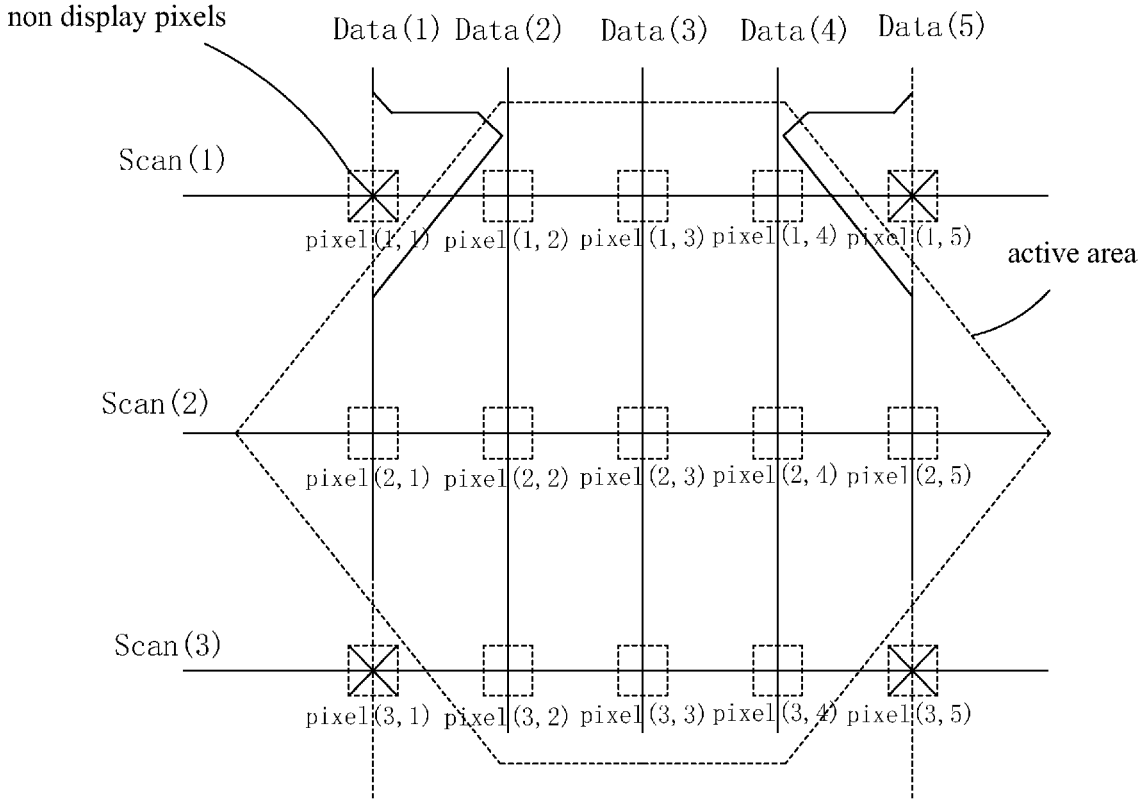 non display pixels
Data(1) Data(2) Data(3) Data(4) Data(5)
Scan(1)
pixel(1,1) pixel(1,2) pixel(1,3) pixel(1,4) pixel(1,5)
active area
Scan(2)
pixel(2,1) pixel(2,2) pixel(2,3) pixel(2,4) pixel(2,5)
Scan(3)
pixel(3,1) pixel(3,2) pixel(3,3) pixel(3,4) pixel(3,5)